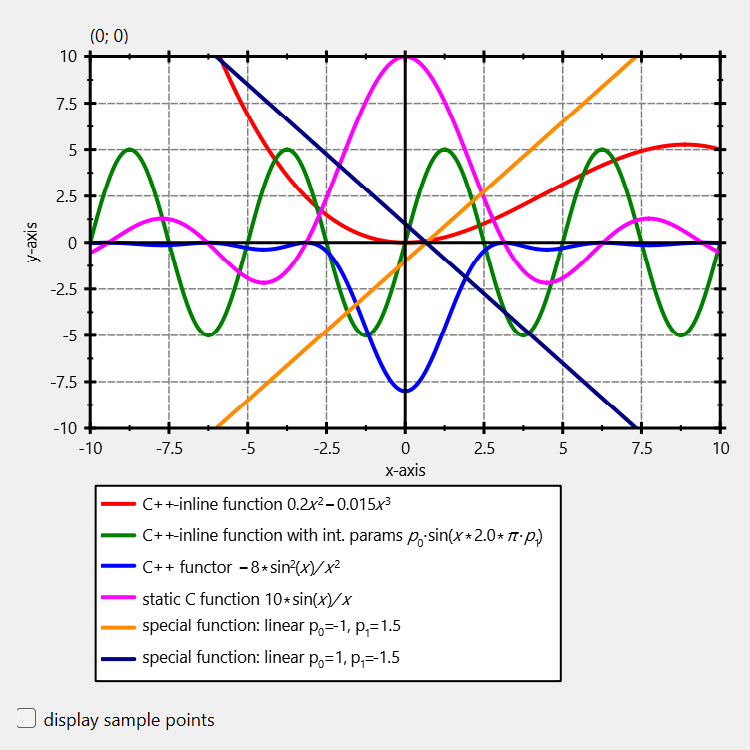 (0; 0)
10
7.5
5
2.5
0
-2.5
-5
-7.5
-10
y-axis
-10 -7.5 -5 -2.5 0 2.5 5 7.5 10
x-axis
C++-inline function 0.2x²−0.015x³
C++-inline function with int. params p₀·sin(x∗2.0∗π·p₁)
C++ functor −8∗sin²(x)/x²
static C function 10∗sin(x)/x
special function: linear p₀=-1, p₁=1.5
special function: linear p₀=1, p₁=-1.5
display sample points